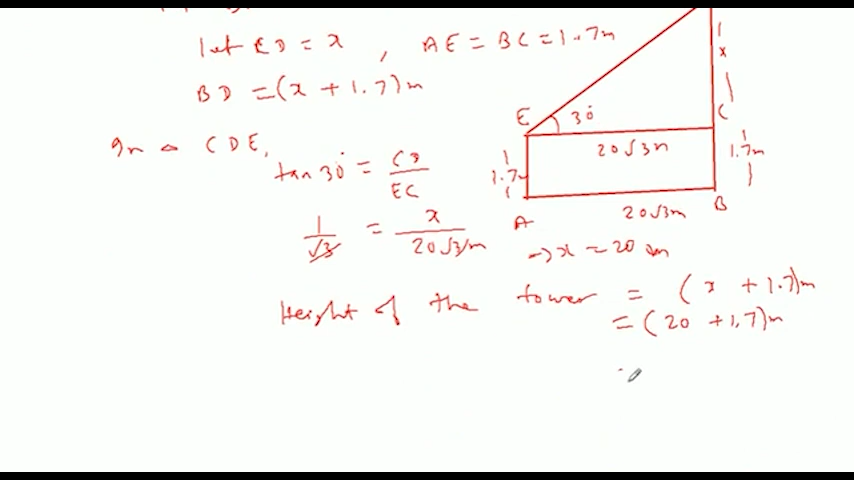 let CD = x , AE = BC = 1.7m
BD = (x + 1.7)m
In △ CDE,
tan 30° = CD / EC
1/√3 = x / 20√3 m
→ x = 20 m
Height of the tower = (x + 1.7)m
= (20 + 1.7)m
E
30°
C
x
20√3m
1.7m
1.7m
A
20√3m
B